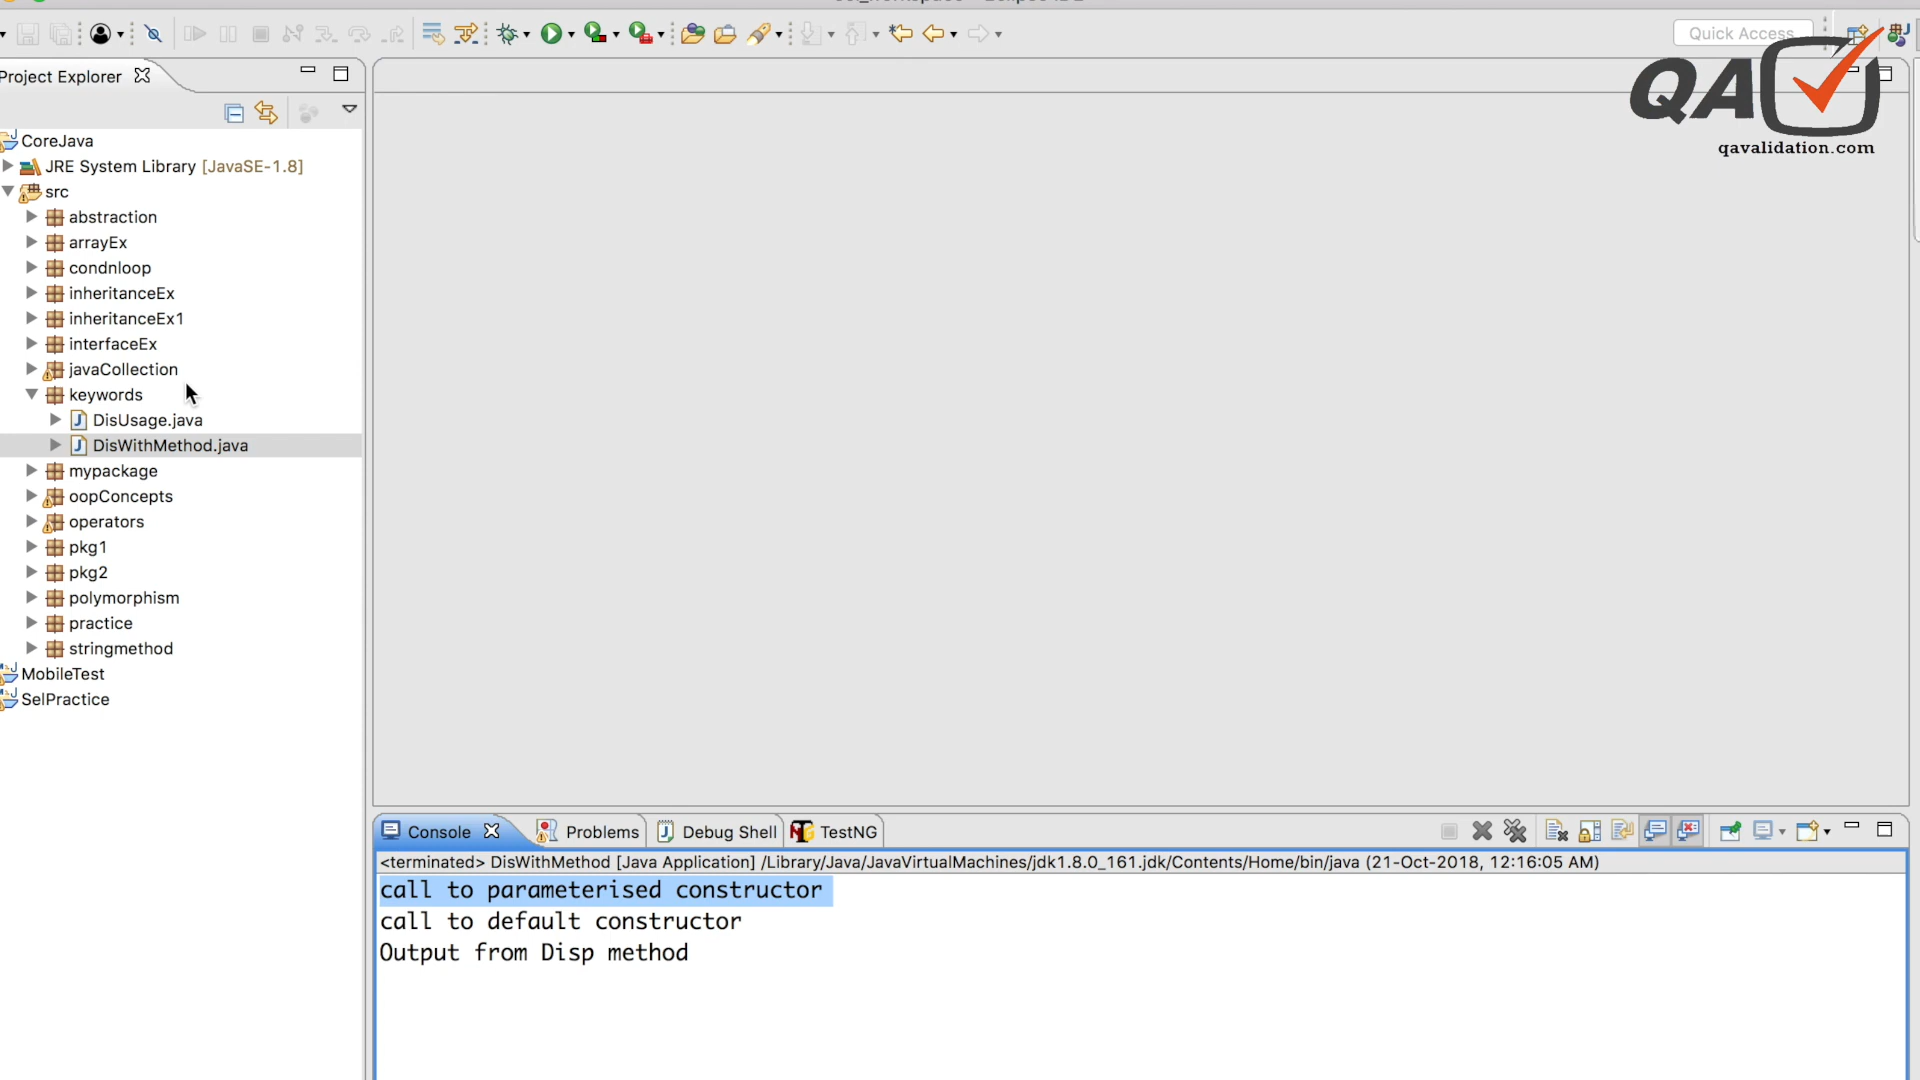 Quick Access
QA
qavalidation.com
Project Explorer
CoreJava
JRE System Library [JavaSE-1.8]
src
abstraction
arrayEx
condnloop
inheritanceEx
inheritanceEx1
interfaceEx
javaCollection
keywords
DisUsage.java
DisWithMethod.java
mypackage
oopConcepts
operators
pkg1
pkg2
polymorphism
practice
stringmethod
MobileTest
SelPractice
Console
Problems
Debug Shell
TestNG
<terminated> DisWithMethod [Java Application] /Library/Java/JavaVirtualMachines/jdk1.8.0_161.jdk/Contents/Home/bin/java (21-Oct-2018, 12:16:05 AM)
call to parameterised constructor
call to default constructor
Output from Disp method